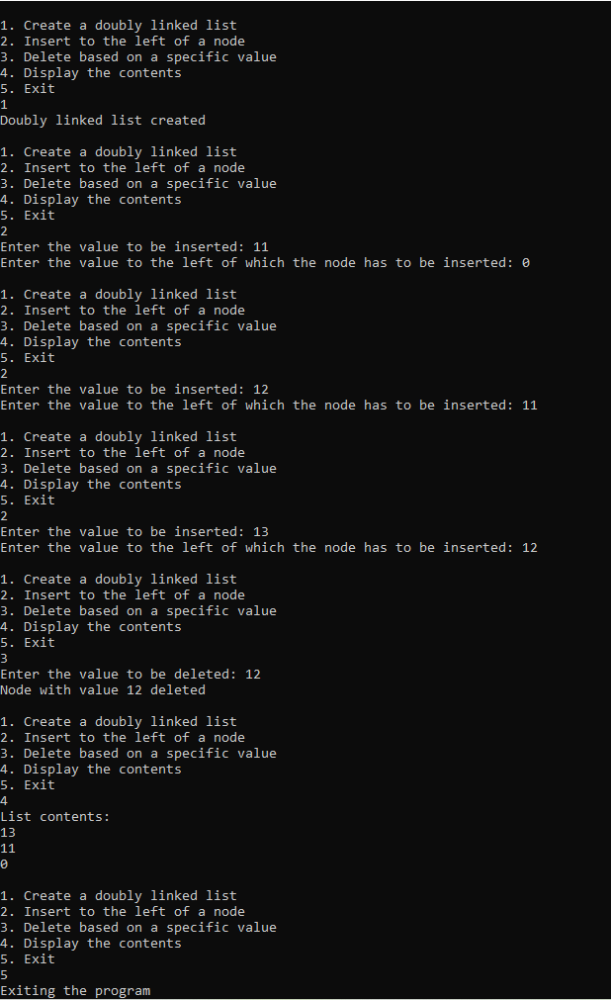 1. Create a doubly linked list
2. Insert to the left of a node
3. Delete based on a specific value
4. Display the contents
5. Exit
1
Doubly linked list created
1. Create a doubly linked list
2. Insert to the left of a node
3. Delete based on a specific value
4. Display the contents
5. Exit
2
Enter the value to be inserted: 11
Enter the value to the left of which the node has to be inserted: 0
1. Create a doubly linked list
2. Insert to the left of a node
3. Delete based on a specific value
4. Display the contents
5. Exit
2
Enter the value to be inserted: 12
Enter the value to the left of which the node has to be inserted: 11
1. Create a doubly linked list
2. Insert to the left of a node
3. Delete based on a specific value
4. Display the contents
5. Exit
2
Enter the value to be inserted: 13
Enter the value to the left of which the node has to be inserted: 12
1. Create a doubly linked list
2. Insert to the left of a node
3. Delete based on a specific value
4. Display the contents
5. Exit
3
Enter the value to be deleted: 12
Node with value 12 deleted
1. Create a doubly linked list
2. Insert to the left of a node
3. Delete based on a specific value
4. Display the contents
5. Exit
4
List contents:
13
11
0
1. Create a doubly linked list
2. Insert to the left of a node
3. Delete based on a specific value
4. Display the contents
5. Exit
5
Exiting the program